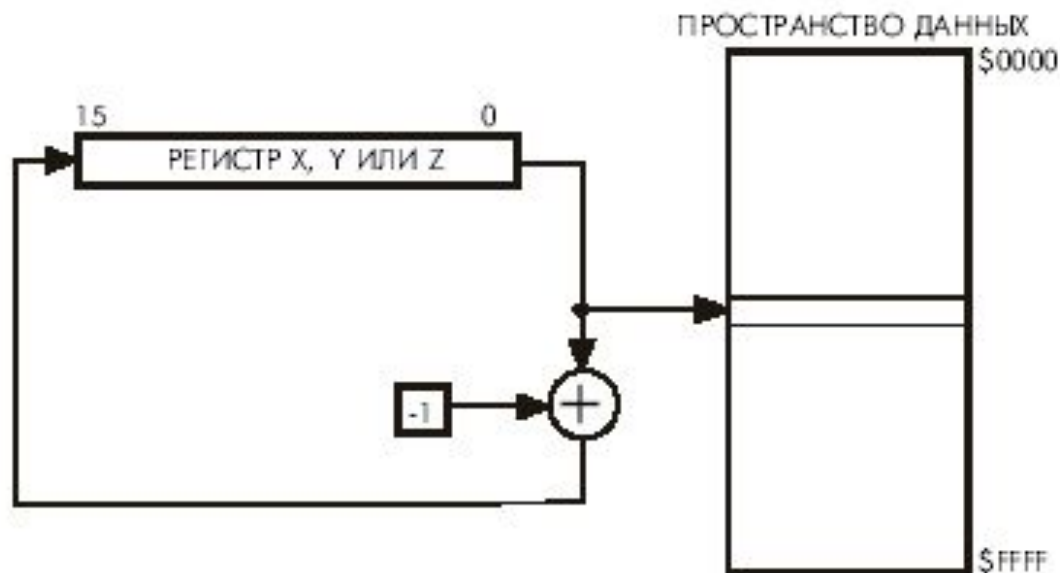 ПРОСТРАНСТВО ДАННЫХ
$0000
15 0
РЕГИСТР X, Y ИЛИ Z
-1
+
$FFFF